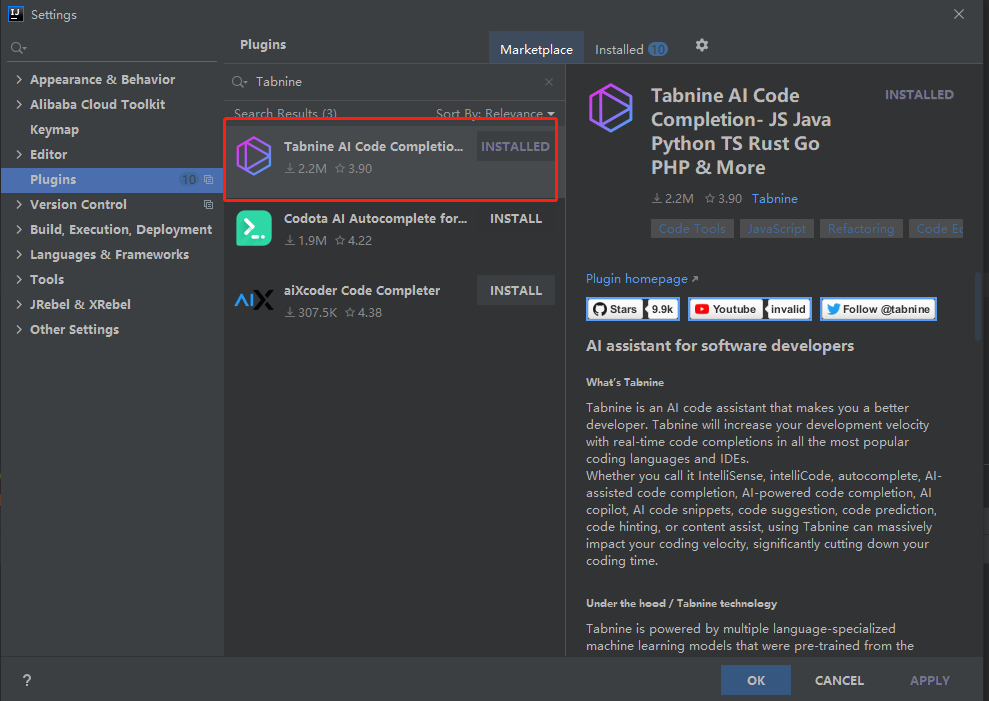 IJ
Settings
Appearance & Behavior
Alibaba Cloud Toolkit
Keymap
Editor
Plugins 10
Version Control
Build, Execution, Deployment
Languages & Frameworks
Tools
JRebel & XRebel
Other Settings
Plugins
Marketplace
Installed 10
Tabnine
Search Results (3)
Sort By: Relevance
Tabnine AI Code Completio...
INSTALLED
2.2M 3.90
Codota AI Autocomplete for...
INSTALL
1.9M 4.22
AIX
aiXcoder Code Completer
INSTALL
307.5K 4.38
Tabnine AI Code
Completion- JS Java
Python TS Rust Go
PHP & More
INSTALLED
2.2M 3.90 Tabnine
Code Tools
JavaScript
Refactoring
Code Ed
Plugin homepage
Stars 9.9k
Youtube invalid
Follow @tabnine
AI assistant for software developers
What's Tabnine
Tabnine is an AI code assistant that makes you a better
developer. Tabnine will increase your development velocity
with real-time code completions in all the most popular
coding languages and IDEs.
Whether you call it IntelliSense, intelliCode, autocomplete, AI-
assisted code completion, AI-powered code completion, AI
copilot, AI code snippets, code suggestion, code prediction,
code hinting, or content assist, using Tabnine can massively
impact your coding velocity, significantly cutting down your
coding time.
Under the hood / Tabnine technology
Tabnine is powered by multiple language-specialized
machine learning models that were pre-trained from the
?
OK
CANCEL
APPLY